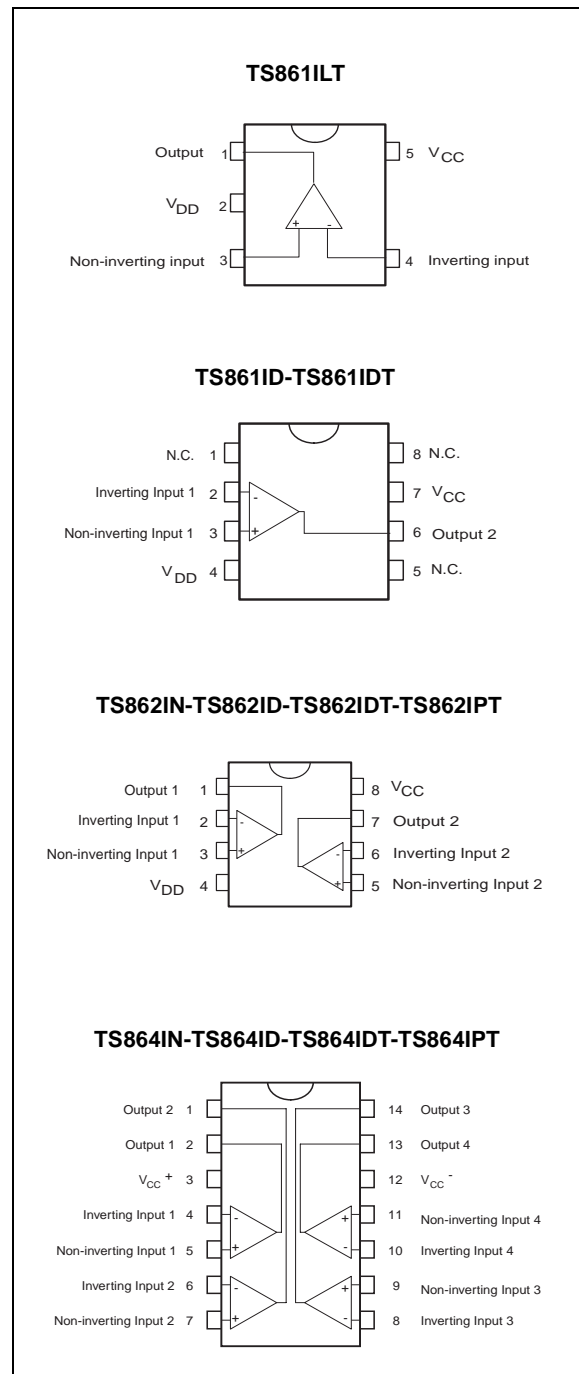 TS861ILT
Output 1
5 VCC
VDD 2
+ -
Non-inverting input 3
4 Inverting input
TS861ID-TS861IDT
N.C. 1
8 N.C.
Inverting Input 1 2
-
7 VCC
Non-inverting Input 1 3
+
6 Output 2
VDD 4
5 N.C.
TS862IN-TS862ID-TS862IDT-TS862IPT
Output 1 1
8 VCC
Inverting Input 1 2
-
7 Output 2
Non-inverting Input 1 3
+
-
6 Inverting Input 2
VDD 4
+
5 Non-inverting Input 2
TS864IN-TS864ID-TS864IDT-TS864IPT
Output 2 1
14 Output 3
Output 1 2
13 Output 4
VCC + 3
12 VCC -
Inverting Input 1 4
-
+
11 Non-inverting Input 4
Non-inverting Input 1 5
+
-
10 Inverting Input 4
Inverting Input 2 6
-
+
9 Non-inverting Input 3
Non-inverting Input 2 7
+
-
8 Inverting Input 3